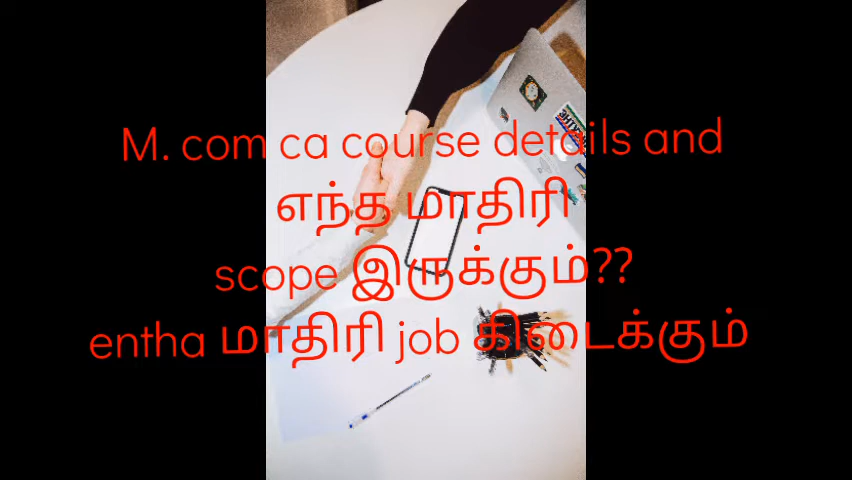 M. com ca course details and
எந்த மாதிரி
scope இருக்கும்??
entha மாதிரி job கிடைக்கும்